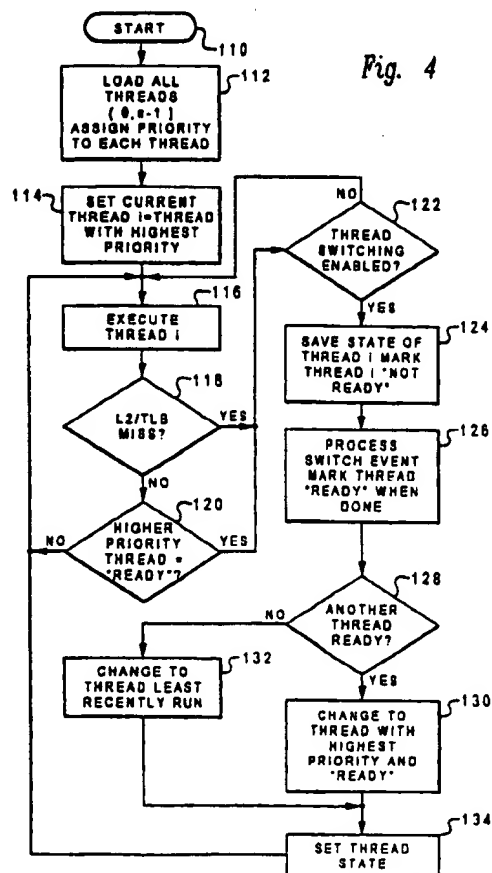 START
110
Fig. 4
112
LOAD ALL
THREADS
( 0,n-1 ]
ASSIGN PRIORITY
TO EACH THREAD
114
SET CURRENT
THREAD i=THREAD
WITH HIGHEST
PRIORITY
116
EXECUTE
THREAD i
118
L2/TLB
MISS?
YES
NO
120
HIGHER
PRIORITY
THREAD =
"READY"?
NO
YES
122
THREAD
SWITCHING
ENABLED?
NO
YES
124
SAVE STATE OF
THREAD i MARK
THREAD i "NOT
READY"
126
PROCESS
SWITCH EVENT
MARK THREAD
"READY" WHEN
DONE
128
ANOTHER
THREAD
READY?
NO
YES
132
CHANGE TO
THREAD LEAST
RECENTLY RUN
130
CHANGE TO
THREAD WITH
HIGHEST
PRIORITY AND
"READY"
134
SET THREAD
STATE